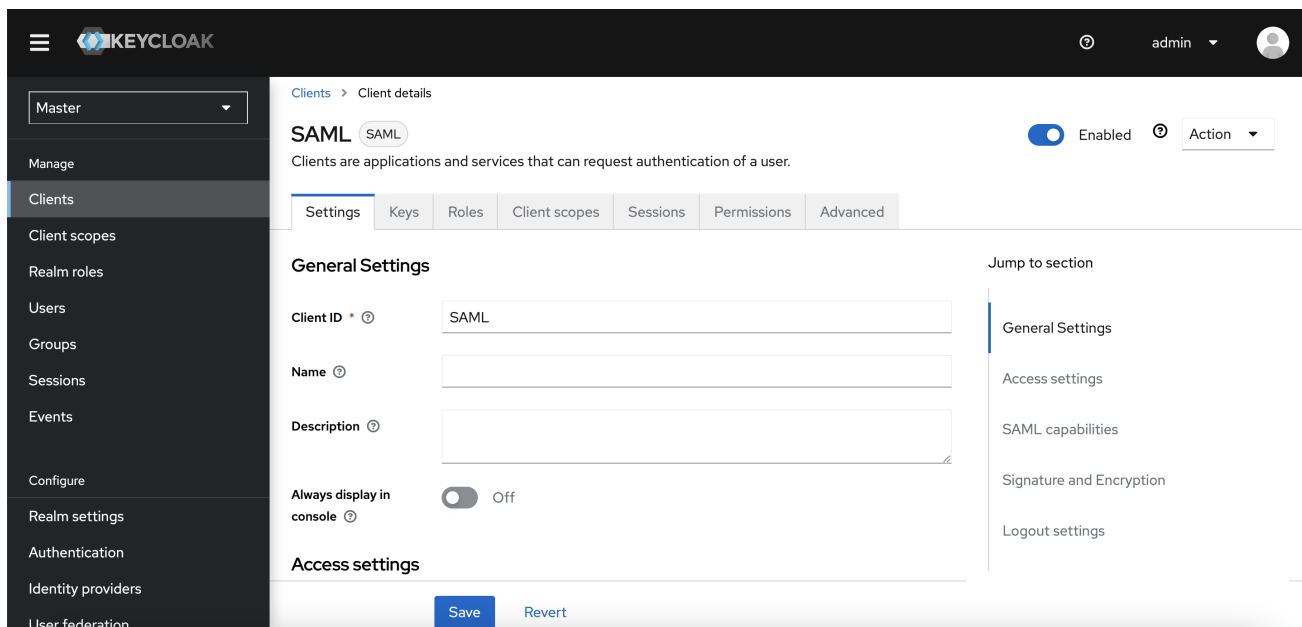 KEYCLOAK
admin
Master
Manage
Clients
Client scopes
Realm roles
Users
Groups
Sessions
Events
Configure
Realm settings
Authentication
Identity providers
User federation
Clients > Client details
SAML SAML
Enabled
Action
Clients are applications and services that can request authentication of a user.
Settings Keys Roles Client scopes Sessions Permissions Advanced
General Settings
Client ID * SAML
Name
Description
Always display in
console
Off
Access settings
Save Revert
Jump to section
General Settings
Access settings
SAML capabilities
Signature and Encryption
Logout settings